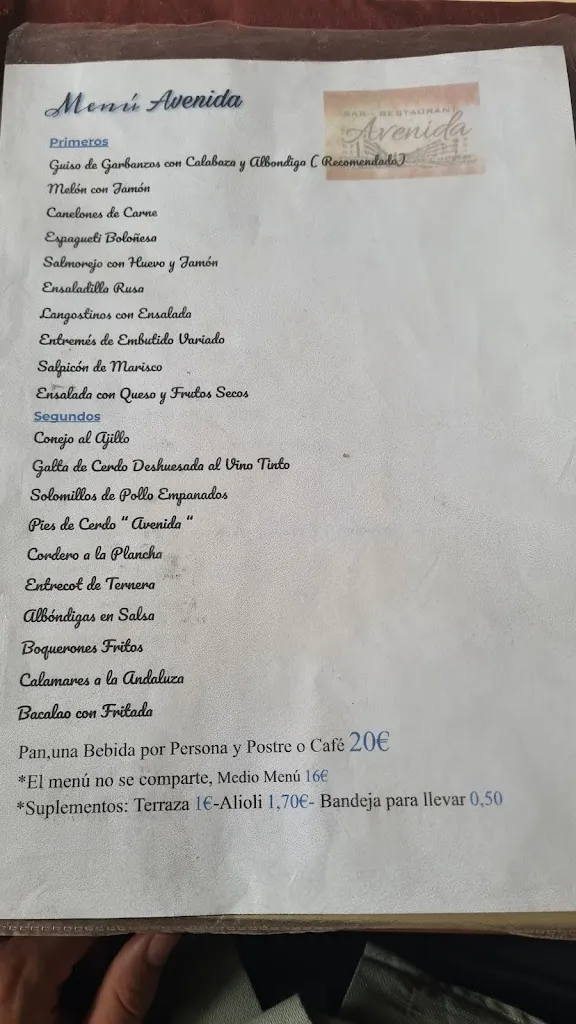 Menú Avenida
BAR - RESTAURANT
Avenida
Primeros
Guiso de Garbanzos con Calabaza y Albondiga ( Recomendada)
Melón con Jamón
Canelones de Carne
Espagueti Boloñesa
Salmorejo con Huevo y Jamón
Ensaladilla Rusa
Langostinos con Ensalada
Entremés de Embutido Variado
Salpicón de Marisco
Ensalada con Queso y Frutos Secos
Segundos
Conejo al Ajillo
Galta de Cerdo Deshuesada al Vino Tinto
Solomillos de Pollo Empanados
Pies de Cerdo “ Avenida “
Cordero a la Plancha
Entrecot de Ternera
Albóndigas en Salsa
Boquerones Fritos
Calamares a la Andaluza
Bacalao con Fritada
Pan,una Bebida por Persona y Postre o Café 20€
*El menú no se comparte, Medio Menú 16€
*Suplementos: Terraza 1€-Alioli 1,70€- Bandeja para llevar 0,50